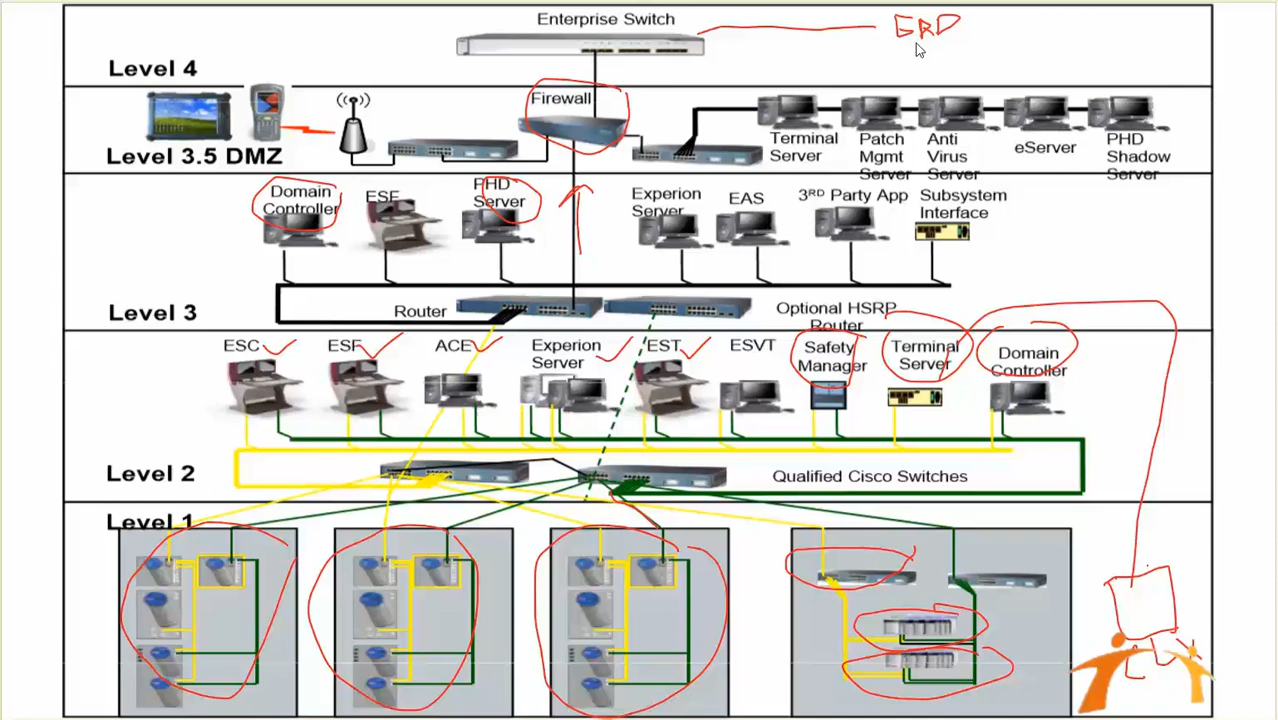 Enterprise Switch
Level 4
Firewall
Level 3.5 DMZ
Terminal
Server
Patch
Mgmt
Server
Anti
Virus
Server
eServer
PHD
Shadow
Server
Domain
Controller
ESF
PHD
Server
Experion
Server
EAS
3RD Party App
Subsystem
Interface
Level 3
Router
Optional HSRP
Router
ESC
ESF
ACE
Experion
Server
EST
ESVT
Safety
Manager
Terminal
Server
Domain
Controller
Level 2
Qualified Cisco Switches
Level 1